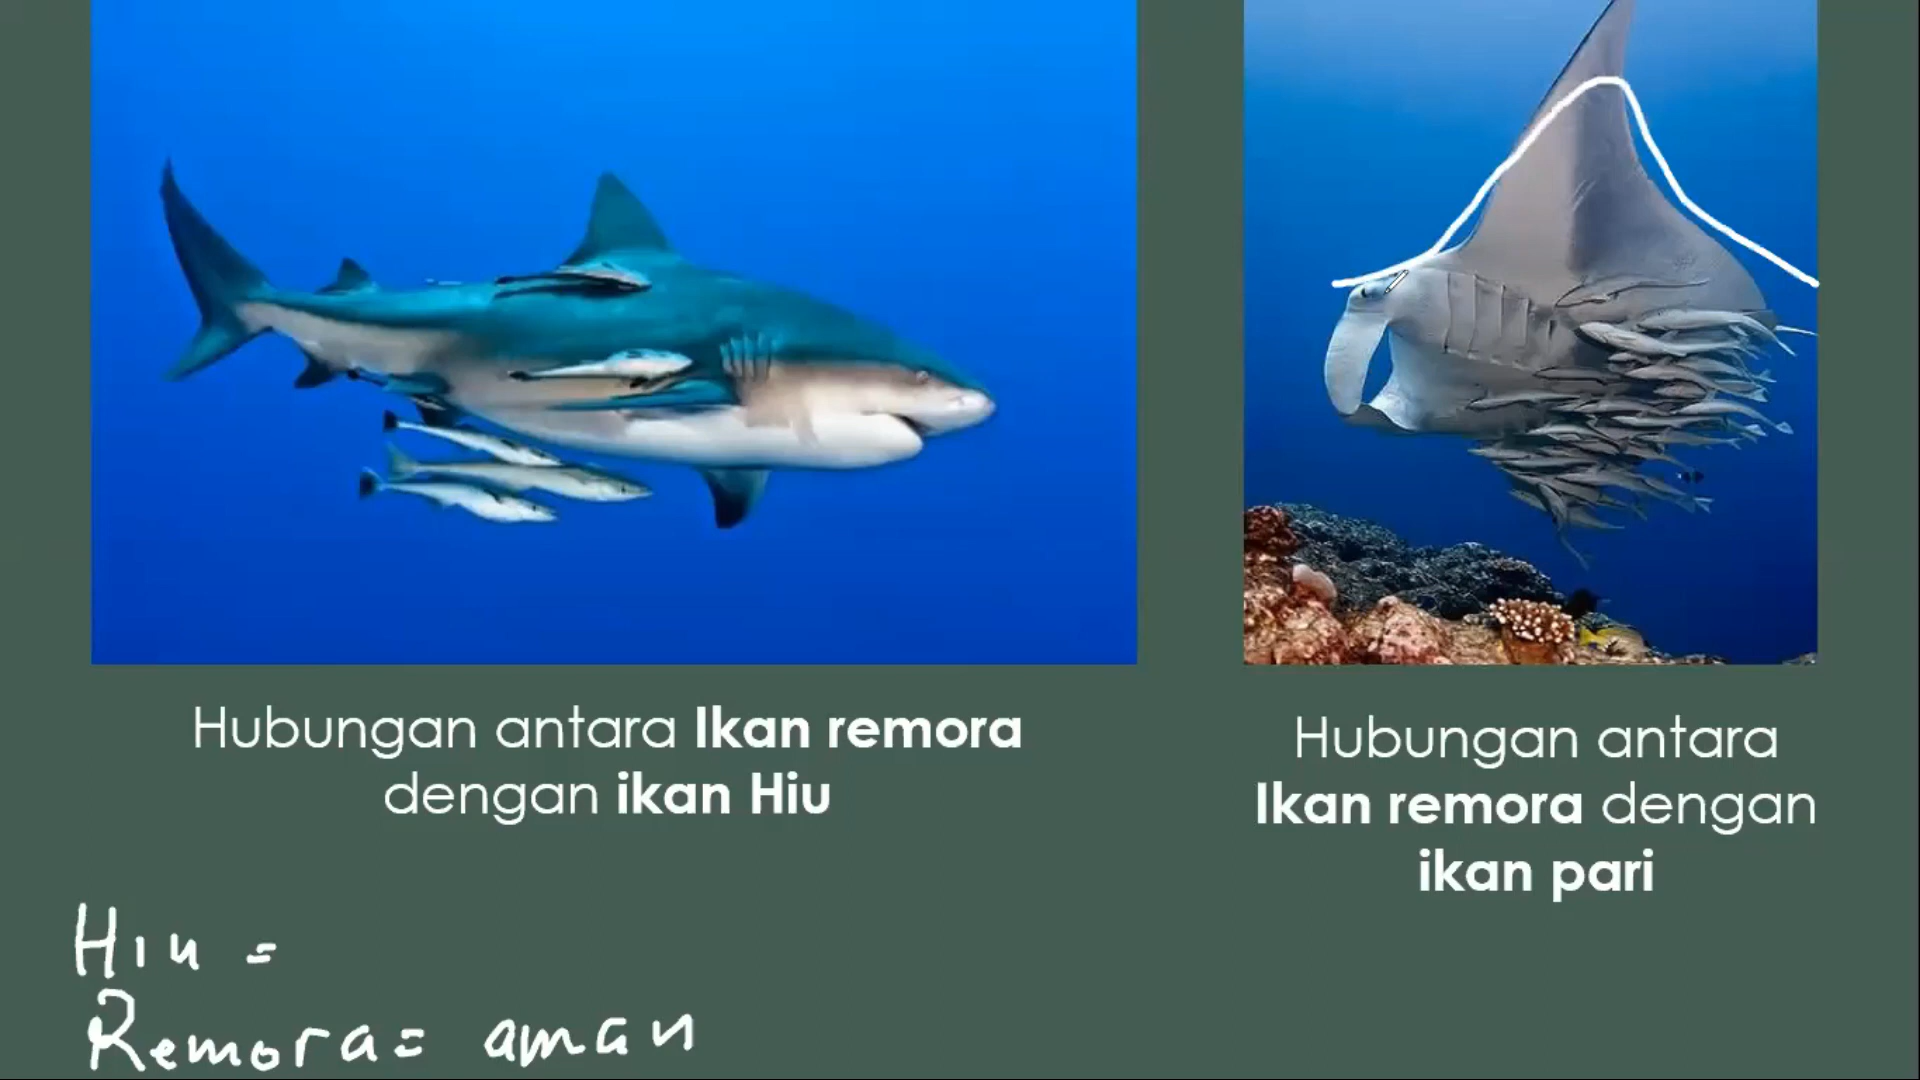 Hubungan antara Ikan remora
dengan ikan Hiu
Hubungan antara
Ikan remora dengan
ikan pari
Hiu =
Remora= aman